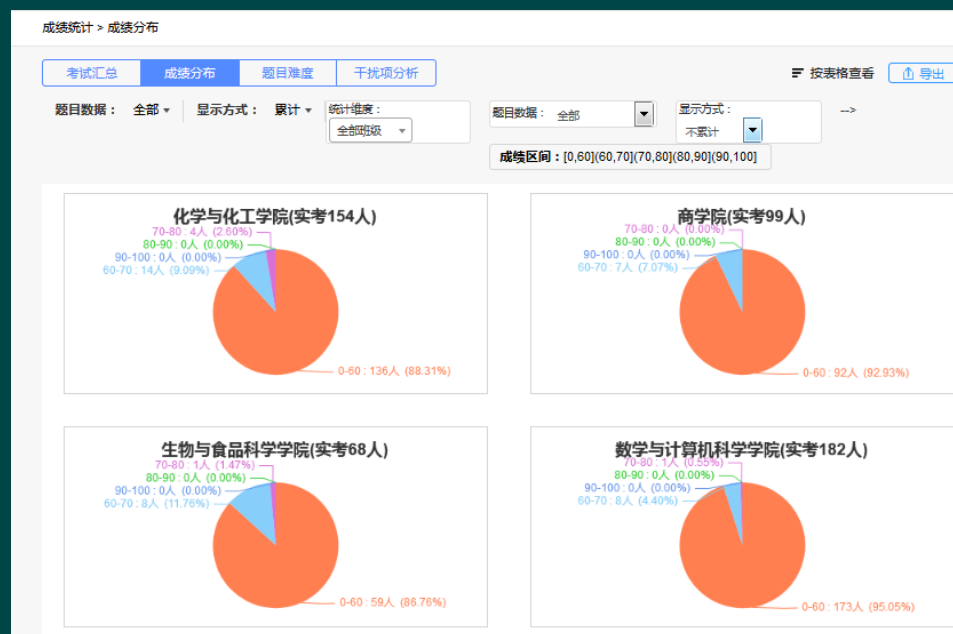 成绩统计 > 成绩分布
考试汇总 成绩分布 题目难度 干扰项分析 按表格查看 导出
题目数据： 全部 显示方式： 累计 统计维度： 全部班级 题目数据： 全部 显示方式： 不累计 -->
成绩区间：[0,60](60,70](70,80](80,90](90,100]
化学与化工学院(实考154人)
70-80 : 4人 (2.60%)
80-90 : 0人 (0.00%)
90-100 : 0人 (0.00%)
60-70 : 14人 (9.09%)
0-60 : 136人 (88.31%)
商学院(实考99人)
70-80 : 0人 (0.00%)
80-90 : 0人 (0.00%)
90-100 : 0人 (0.00%)
60-70 : 7人 (7.07%)
0-60 : 92人 (92.93%)
生物与食品科学学院(实考68人)
70-80 : 1人 (1.47%)
80-90 : 0人 (0.00%)
90-100 : 0人 (0.00%)
60-70 : 8人 (11.76%)
0-60 : 59人 (86.76%)
数学与计算机科学学院(实考182人)
70-80 : 1人 (0.55%)
80-90 : 0人 (0.00%)
90-100 : 0人 (0.00%)
60-70 : 8人 (4.40%)
0-60 : 173人 (95.05%)